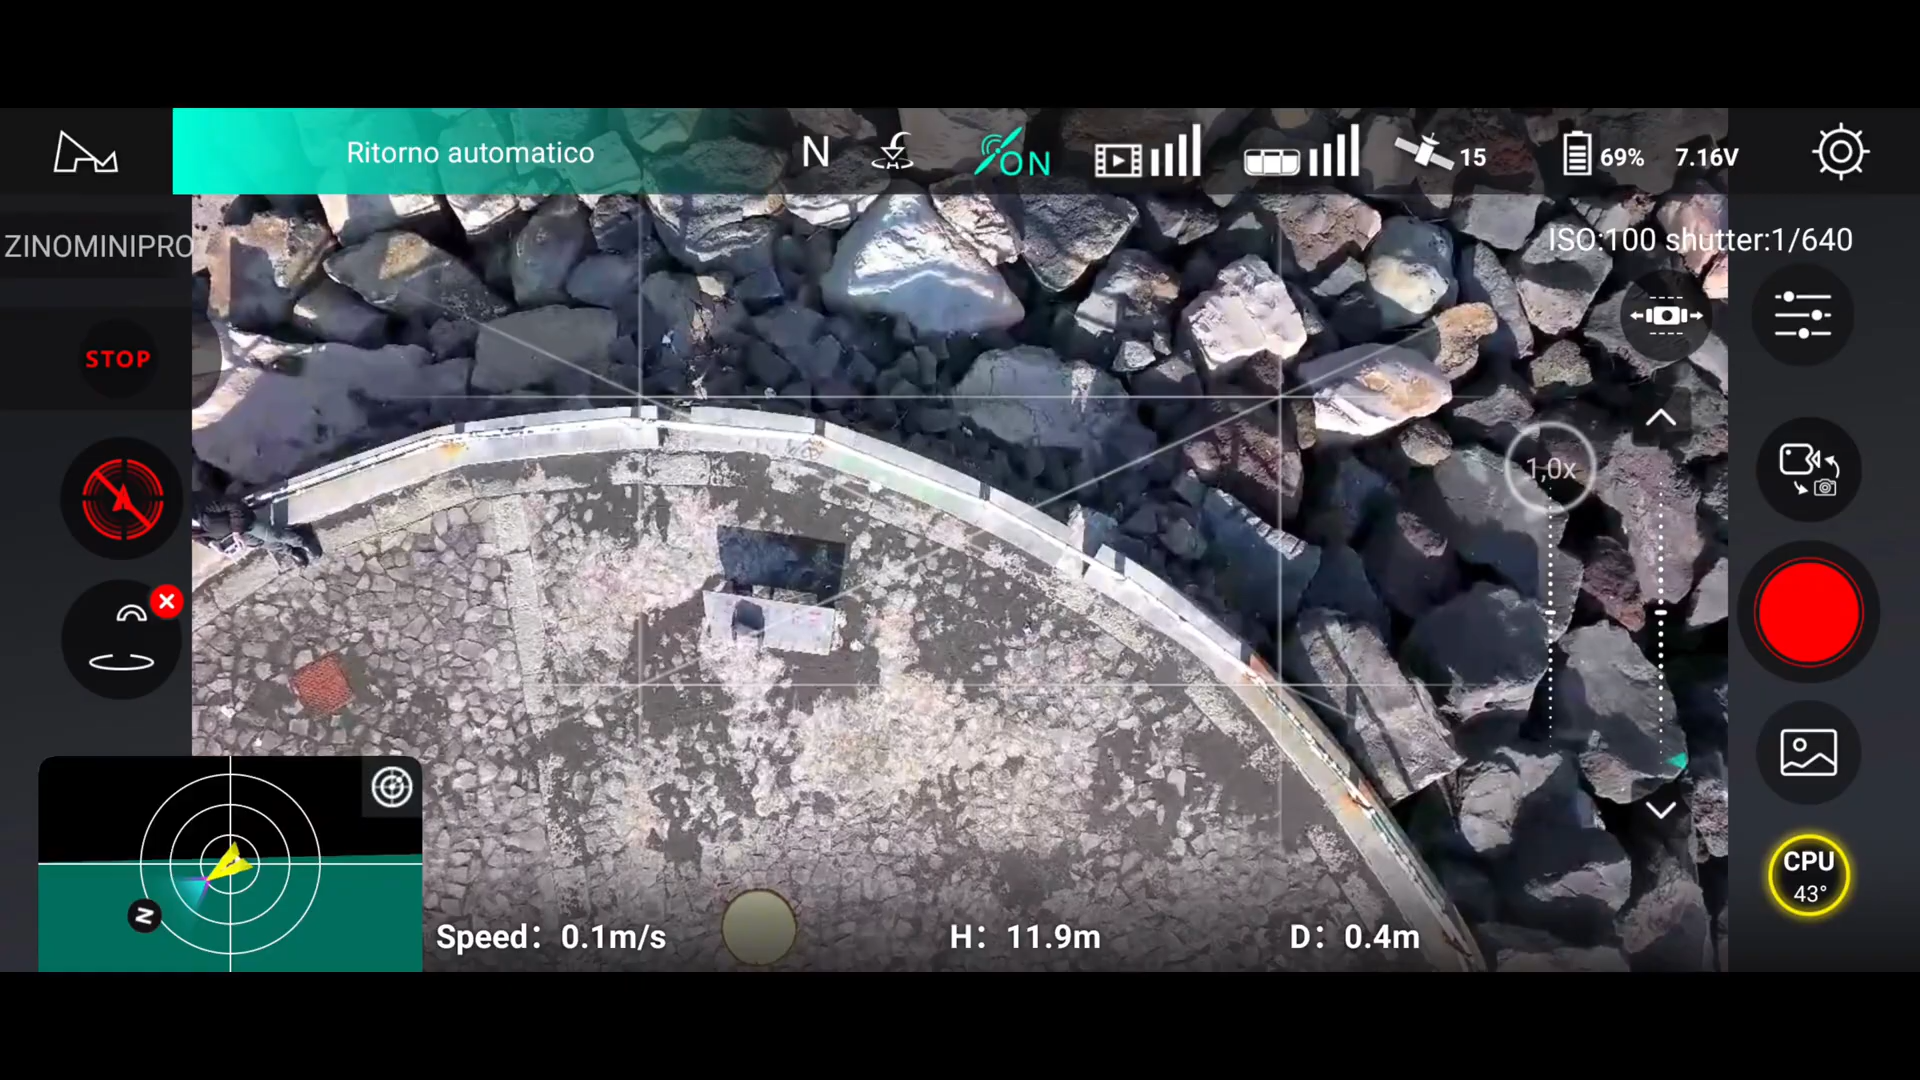 Ritorno automatico
N
ON
15
69%
7.16V
ZINOMINIPRO
ISO:100 shutter:1/640
STOP
1,0x
CPU
43°
N
Speed: 0.1m/s
H: 11.9m
D: 0.4m